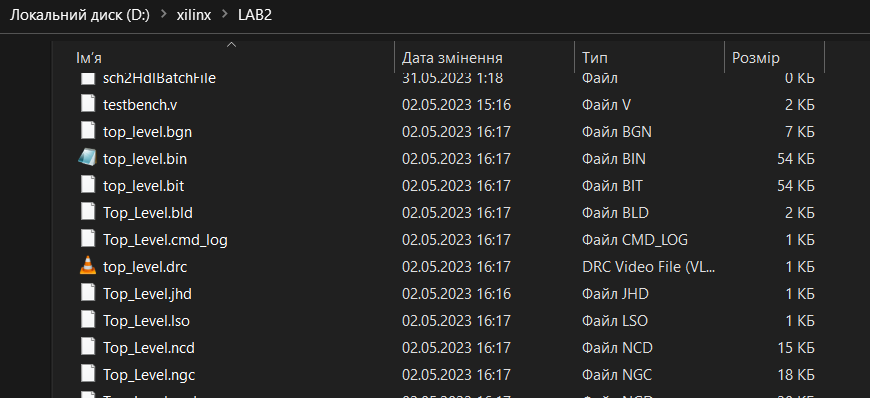 Локальний диск (D:) > xilinx > LAB2
Ім'я Дата змінення Тип Розмір
sch2HdlBatchFile 31.05.2023 1:18 Файл 0 КБ
testbench.v 02.05.2023 15:16 Файл V 2 КБ
top_level.bgn 02.05.2023 16:17 Файл BGN 7 КБ
top_level.bin 02.05.2023 16:17 Файл BIN 54 КБ
top_level.bit 02.05.2023 16:17 Файл BIT 54 КБ
Top_Level.bld 02.05.2023 16:17 Файл BLD 2 КБ
Top_Level.cmd_log 02.05.2023 16:17 Файл CMD_LOG 1 КБ
top_level.drc 02.05.2023 16:17 DRC Video File (VL... 1 КБ
Top_Level.jhd 02.05.2023 16:16 Файл JHD 1 КБ
Top_Level.lso 02.05.2023 16:17 Файл LSO 1 КБ
Top_Level.ncd 02.05.2023 16:17 Файл NCD 15 КБ
Top_Level.ngc 02.05.2023 16:17 Файл NGC 18 КБ